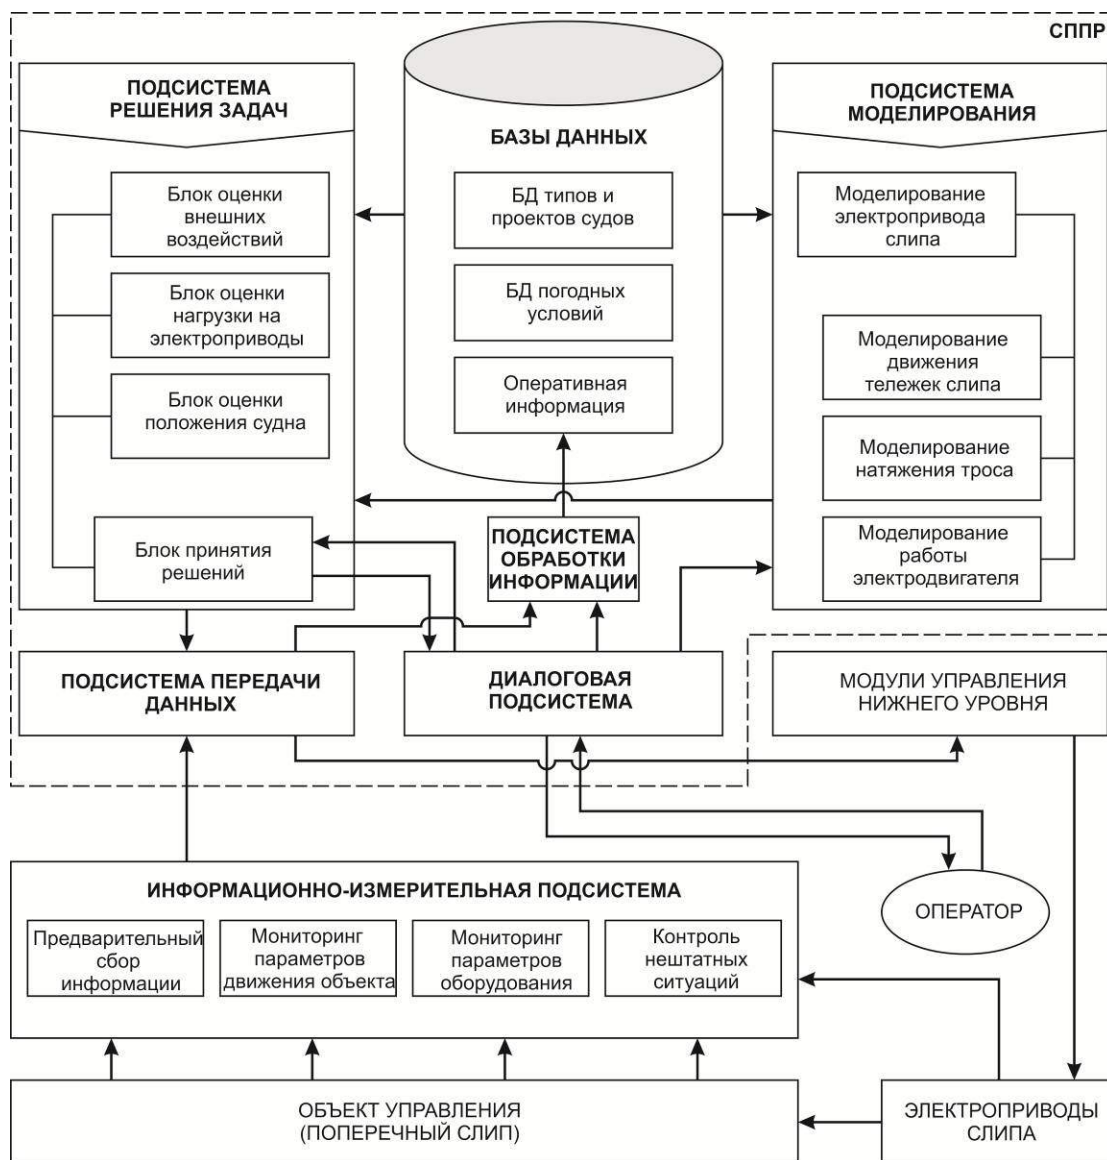 СППР
ПОДСИСТЕМА
РЕШЕНИЯ ЗАДАЧ
Блок оценки
внешних
воздействий
Блок оценки
нагрузки на
электроприводы
Блок оценки
положения судна
Блок принятия
решений
БАЗЫ ДАННЫХ
БД типов и
проектов судов
БД погодных
условий
Оперативная
информация
ПОДСИСТЕМА
МОДЕЛИРОВАНИЯ
Моделирование
электропривода
слипа
Моделирование
движения
тележек слипа
Моделирование
натяжения троса
Моделирование
работы
электродвигателя
ПОДСИСТЕМА
ОБРАБОТКИ
ИНФОРМАЦИИ
ПОДСИСТЕМА ПЕРЕДАЧИ
ДАННЫХ
ДИАЛОГОВАЯ
ПОДСИСТЕМА
МОДУЛИ УПРАВЛЕНИЯ
НИЖНЕГО УРОВНЯ
ИНФОРМАЦИОННО-ИЗМЕРИТЕЛЬНАЯ ПОДСИСТЕМА
Предварительный
сбор
информации
Мониторинг
параметров
движения объекта
Мониторинг
параметров
оборудования
Контроль
нештатных
ситуаций
ОПЕРАТОР
ОБЪЕКТ УПРАВЛЕНИЯ
(ПОПЕРЕЧНЫЙ СЛИП)
ЭЛЕКТРОПРИВОДЫ
СЛИПА